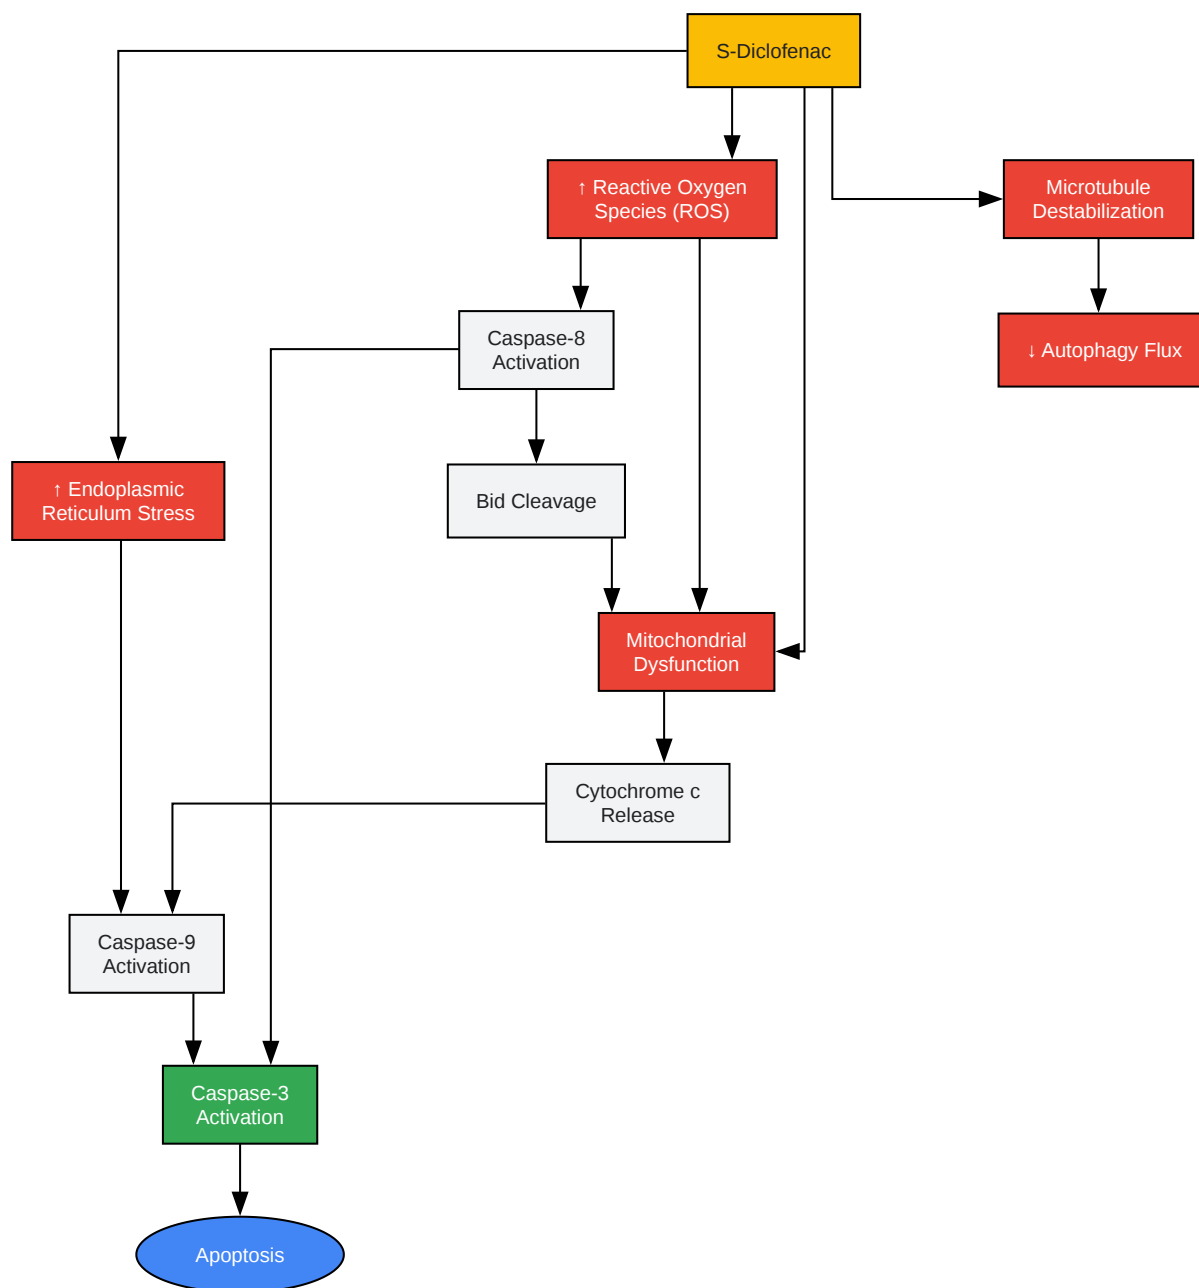 S-Diclofenac
↑ Reactive Oxygen
Species (ROS)
Microtubule
Destabilization
Caspase-8
Activation
↓ Autophagy Flux
↑ Endoplasmic
Reticulum Stress
Bid Cleavage
Mitochondrial
Dysfunction
Cytochrome c
Release
Caspase-9
Activation
Caspase-3
Activation
Apoptosis